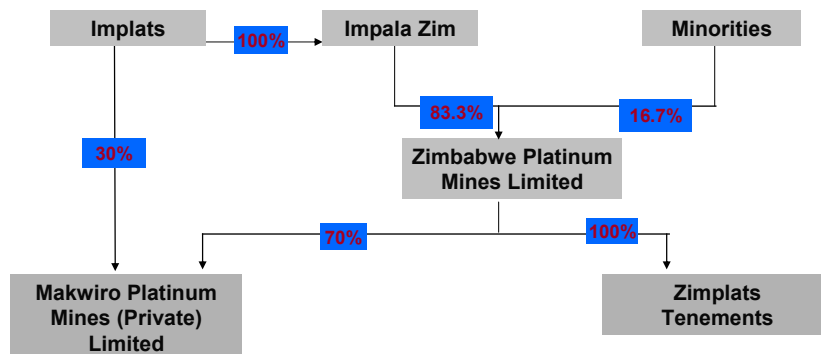 Implats
100%
Impala Zim
Minorities
83.3%
16.7%
30%
Zimbabwe Platinum
Mines Limited
70%
100%
Makwiro Platinum
Mines (Private)
Limited
Zimplats
Tenements